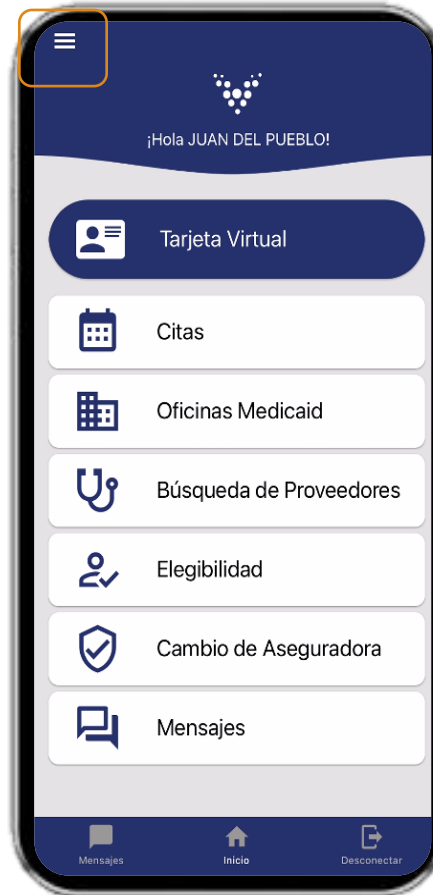 ¡Hola JUAN DEL PUEBLO!
Tarjeta Virtual
Citas
Oficinas Medicaid
Búsqueda de Proveedores
Elegibilidad
Cambio de Aseguradora
Mensajes
Mensajes
Inicio
Desconectar